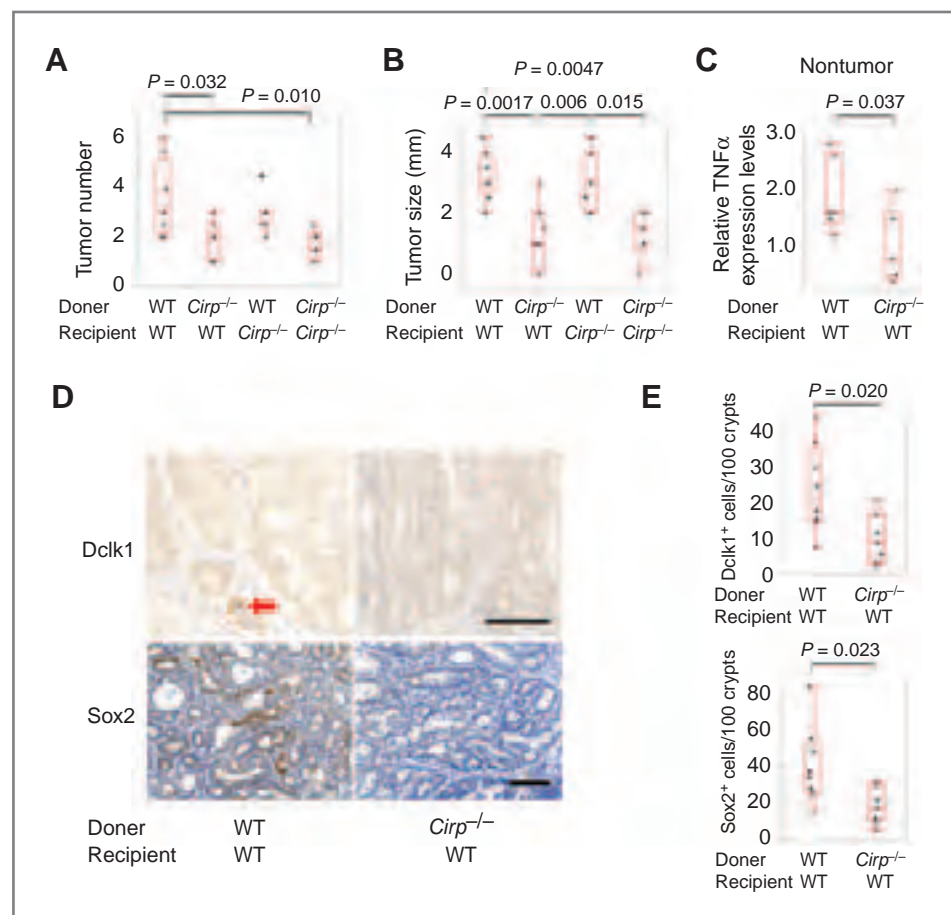 A
P = 0.032
P = 0.010
Tumor number
6
4
2
0
Doner WT Cirp–/– WT Cirp–/–
Recipient WT WT Cirp–/– Cirp–/–
B
P = 0.0047
P = 0.0017 0.006 0.015
Tumor size (mm)
4
2
0
WT Cirp–/– WT Cirp–/–
WT WT Cirp–/– Cirp–/–
C
Nontumor
P = 0.037
Relative TNFα
expression levels
3.0
2.0
1.0
Doner WT Cirp–/–
Recipient WT WT
D
Dclk1
Sox2
Doner WT Cirp–/–
Recipient WT WT
E
P = 0.020
Dclk1+ cells/100 crypts
40
30
20
10
0
Doner WT Cirp–/–
Recipient WT WT
P = 0.023
Sox2+ cells/100 crypts
80
60
40
20
0
Doner WT Cirp–/–
Recipient WT WT